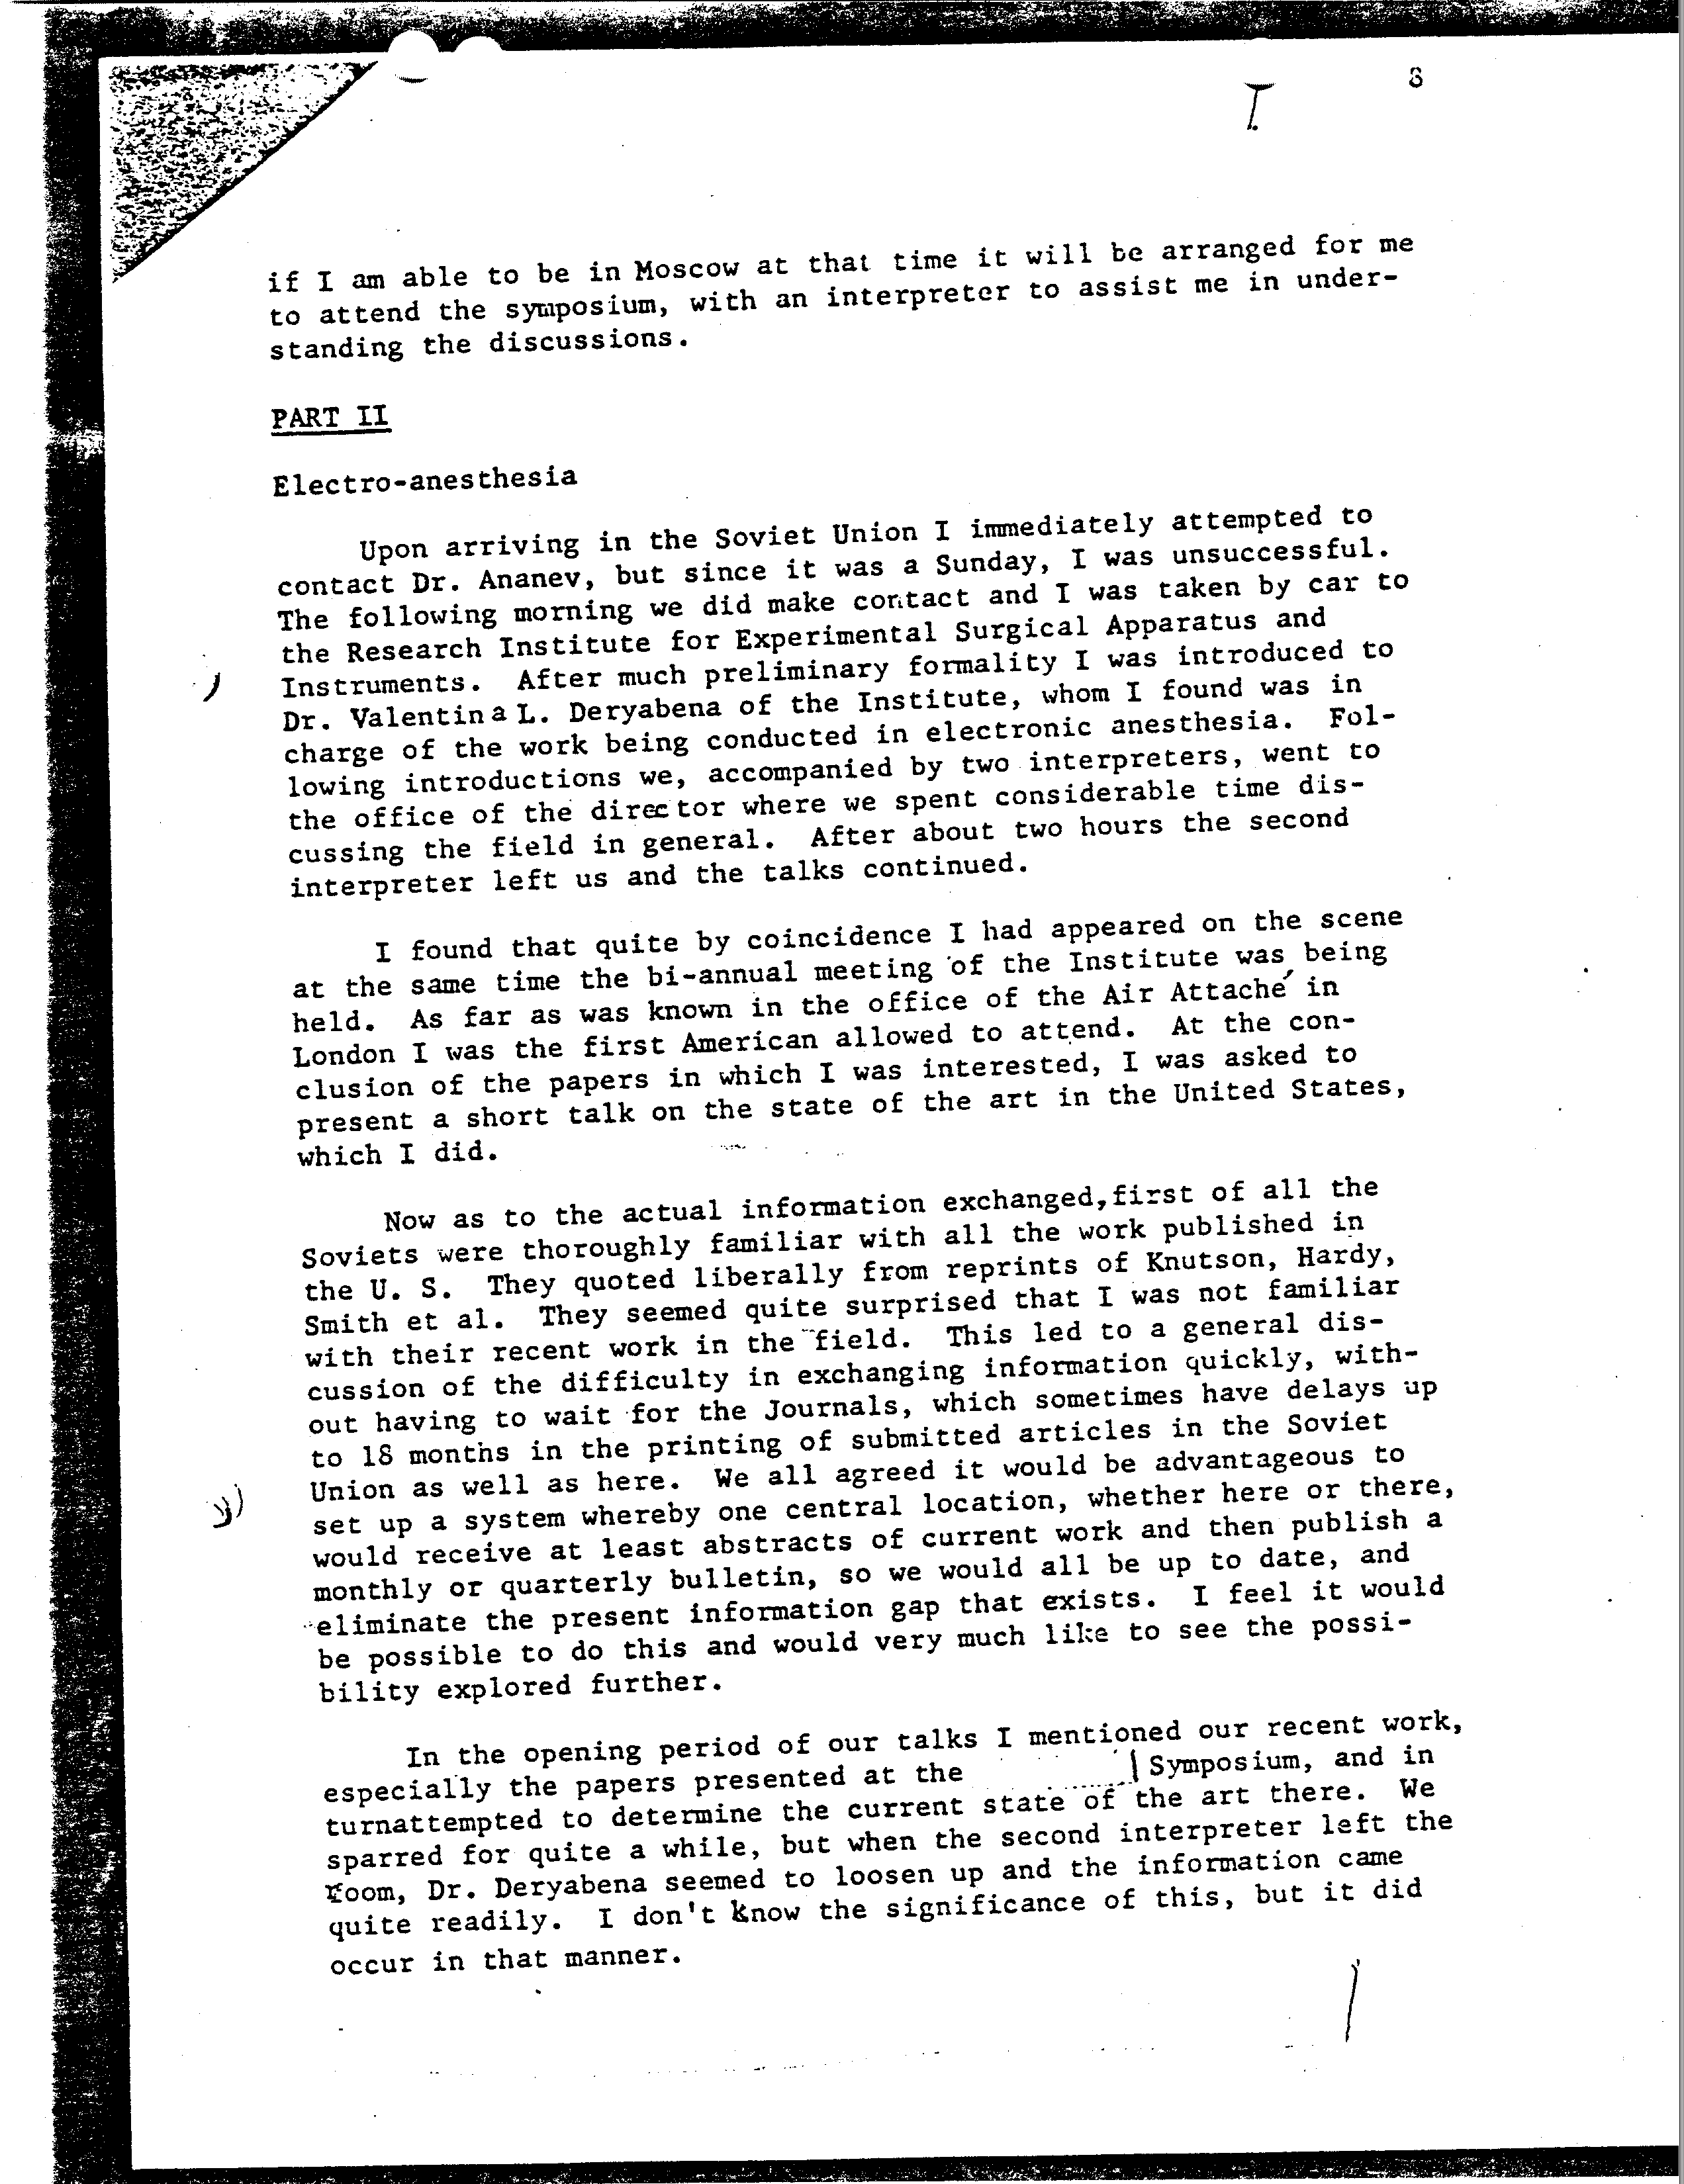 8
I.
if I am able to be in Moscow at that time it will be arranged for me
to attend the symposium, with an interpreter to assist me in under-
standing the discussions.
PART II
Electro-anesthesia
Upon arriving in the Soviet Union I immediately attempted to
contact Dr. Ananev, but since it was a Sunday, I was unsuccessful.
The following morning we did make contact and I was taken by car to
the Research Institute for Experimental Surgical Apparatus and
Instruments. After much preliminary formality I was introduced to
Dr. Valentina L. Deryabena of the Institute, whom I found was in
charge of the work being conducted in electronic anesthesia. Fol-
lowing introductions we, accompanied by two interpreters, went to
the office of the director where we spent considerable time dis-
cussing the field in general. After about two hours the second
interpreter left us and the talks continued.
I found that quite by coincidence I had appeared on the scene
at the same time the bi-annual meeting of the Institute was being
held. As far as was known in the office of the Air Attaché in
London I was the first American allowed to attend. At the con-
clusion of the papers in which I was interested, I was asked to
present a short talk on the state of the art in the United States,
which I did.
Now as to the actual information exchanged, first of all the
Soviets were thoroughly familiar with all the work published in
the U. S. They quoted liberally from reprints of Knutson, Hardy,
Smith et al. They seemed quite surprised that I was not familiar
with their recent work in the field. This led to a general dis-
cussion of the difficulty in exchanging information quickly, with-
out having to wait for the Journals, which sometimes have delays up
to 18 months in the printing of submitted articles in the Soviet
Union as well as here. We all agreed it would be advantageous to
set up a system whereby one central location, whether here or there,
would receive at least abstracts of current work and then publish a
monthly or quarterly bulletin, so we would all be up to date, and
eliminate the present information gap that exists. I feel it would
be possible to do this and would very much like to see the possi-
bility explored further.
In the opening period of our talks I mentioned our recent work,
especially the papers presented at the Symposium, and in
turnattempted to determine the current state of the art there. We
sparred for quite a while, but when the second interpreter left the
room, Dr. Deryabena seemed to loosen up and the information came
quite readily. I don't know the significance of this, but it did
occur in that manner.